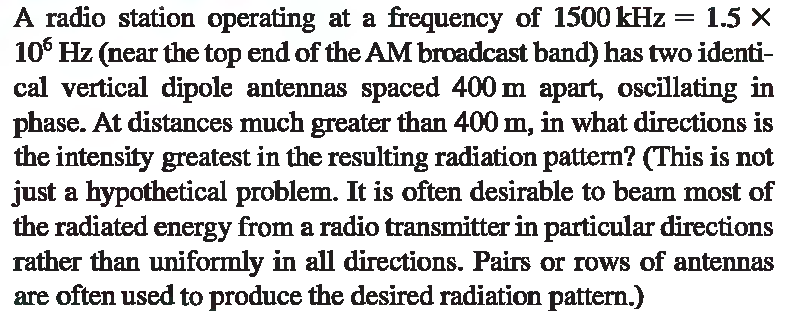 A radio station operating at a frequency of 1500 kHz = 1.5 ×
10⁶ Hz (near the top end of the AM broadcast band) has two identi-
cal vertical dipole antennas spaced 400 m apart, oscillating in
phase. At distances much greater than 400 m, in what directions is
the intensity greatest in the resulting radiation pattern? (This is not
just a hypothetical problem. It is often desirable to beam most of
the radiated energy from a radio transmitter in particular directions
rather than uniformly in all directions. Pairs or rows of antennas
are often used to produce the desired radiation pattern.)